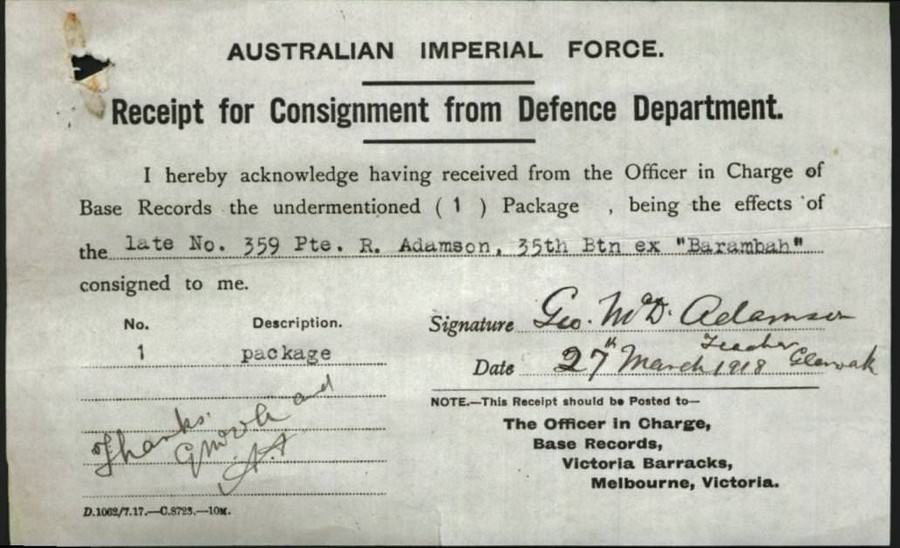 AUSTRALIAN IMPERIAL FORCE.
Receipt for Consignment from Defence Department.
I hereby acknowledge having received from the Officer in Charge of
Base Records the undermentioned ( 1 ) Package , being the effects of
the late No. 359 Pte. R. Adamson, 35th Btn ex "Barambah"
consigned to me.
No. Description.
1 package
Thanks.
Signature Geo. McD. Adamson
Teacher
Date 27th March 1918
NOTE.—This Receipt should be Posted to—
The Officer in Charge,
Base Records,
Victoria Barracks,
Melbourne, Victoria.
D.1062/7.17.—C.8723.—10M.